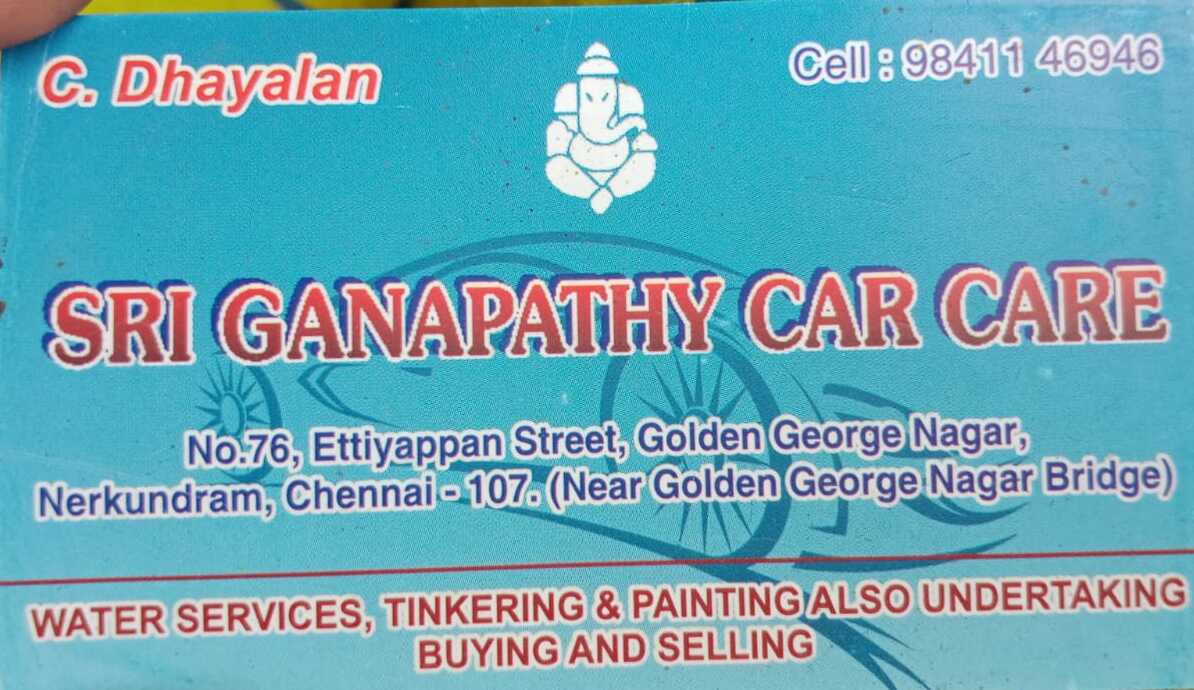 C. Dhayalan
Cell : 98411 46946
SRI GANAPATHY CAR CARE
No.76, Ettiyappan Street, Golden George Nagar,
Nerkundram, Chennai - 107. (Near Golden George Nagar Bridge)
WATER SERVICES, TINKERING & PAINTING ALSO UNDERTAKING
BUYING AND SELLING